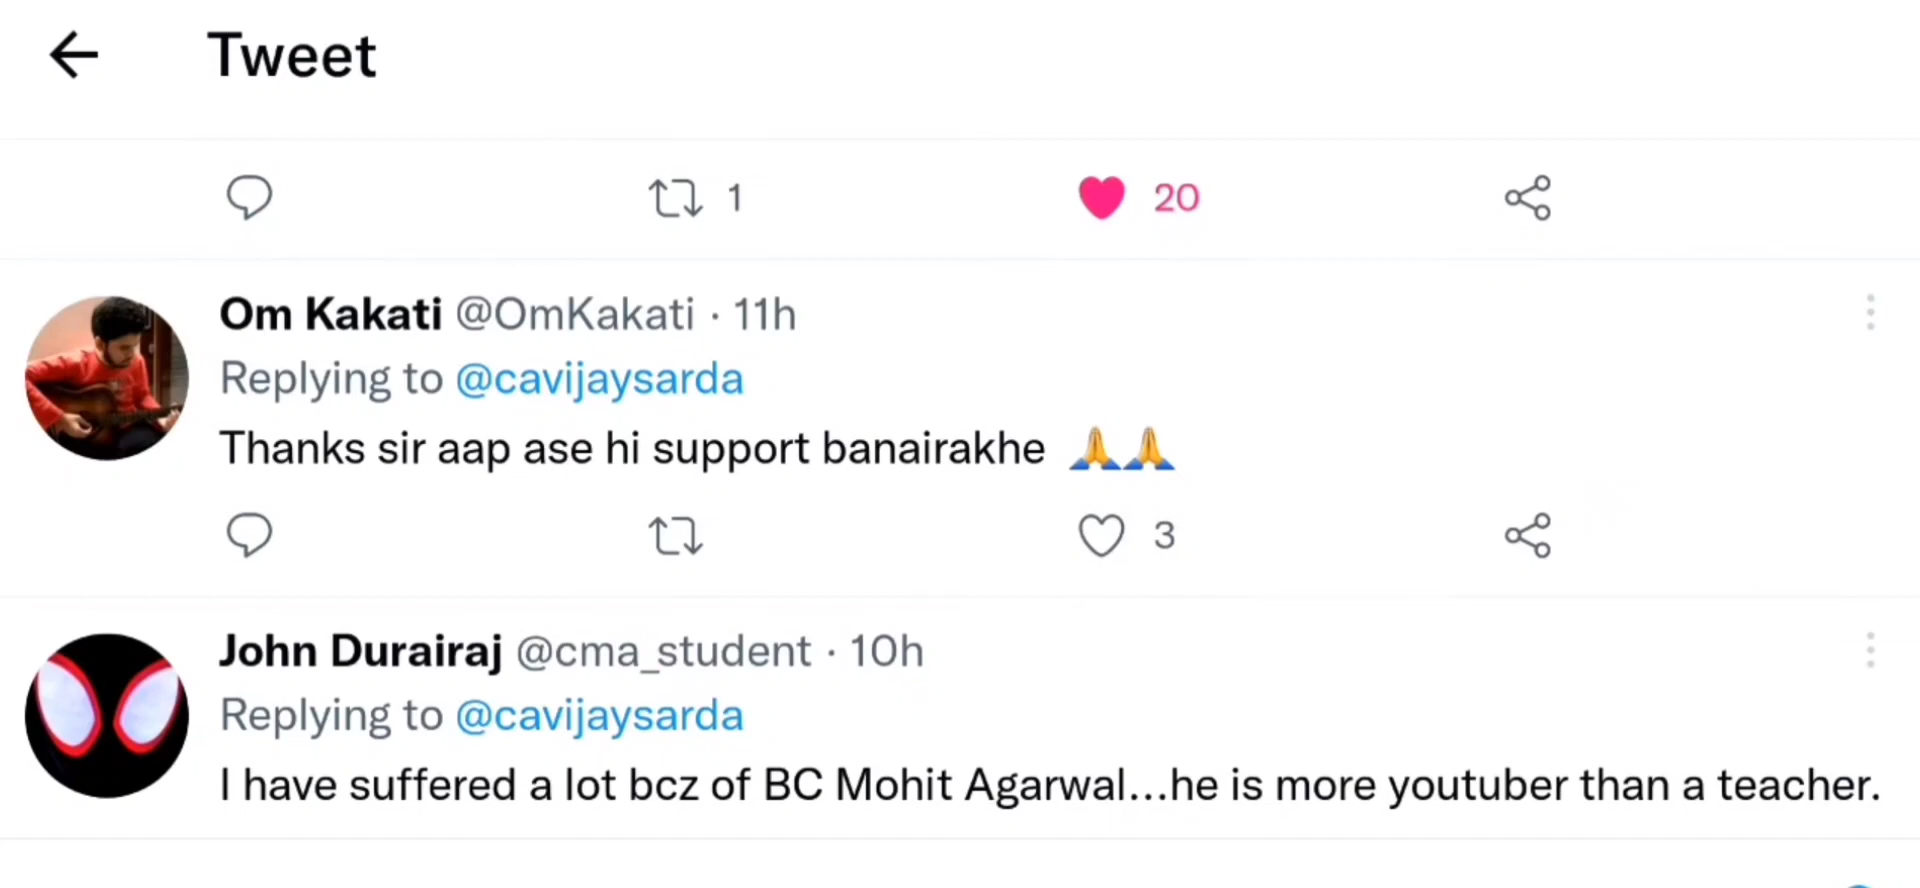 Tweet
1 20
Om Kakati @OmKakati · 11h
Replying to @cavijaysarda
Thanks sir aap ase hi support banairakhe 🙏🙏
3
John Durairaj @cma_student · 10h
Replying to @cavijaysarda
I have suffered a lot bcz of BC Mohit Agarwal...he is more youtuber than a teacher.